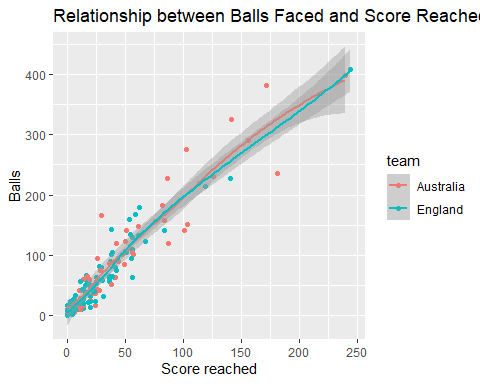 Relationship between Balls Faced and Score Reached
400
300
200
100
0
Balls
0
50
100
150
200
250
Score reached
team
Australia
England